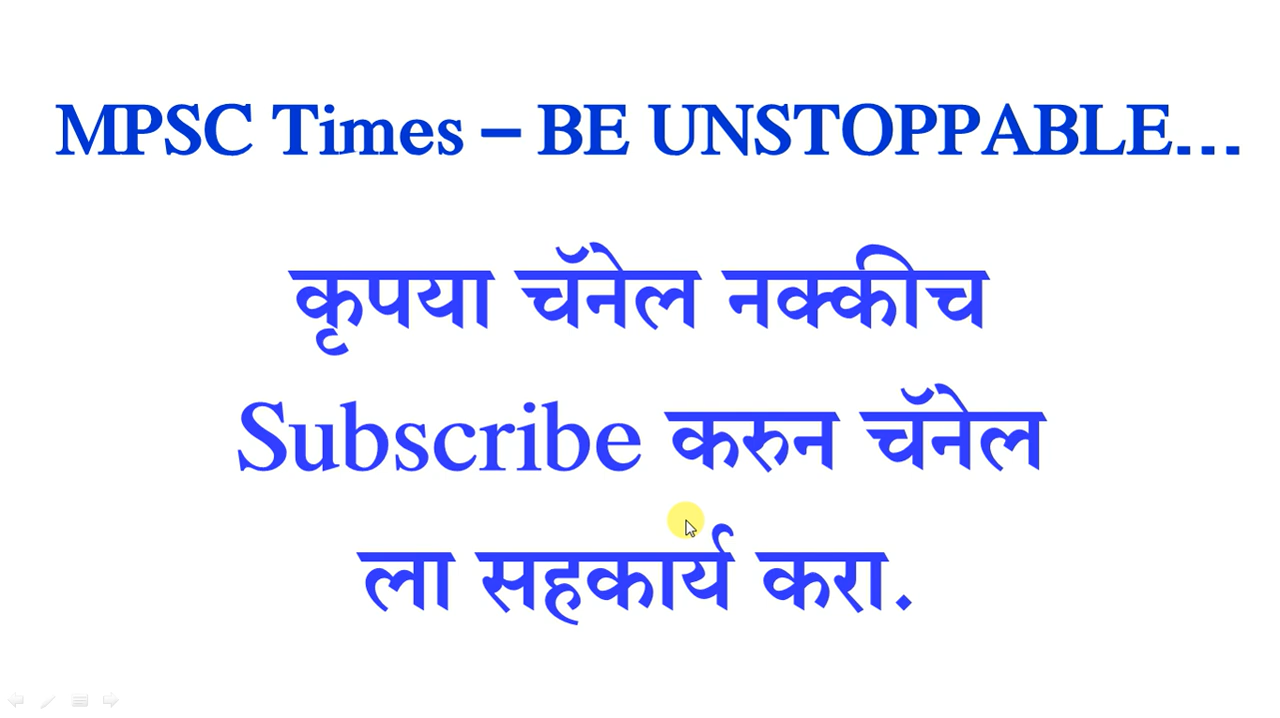 MPSC Times – BE UNSTOPPABLE...
कृपया चॅनेल नक्कीच
Subscribe करुन चॅनेल
ला सहकार्य करा.